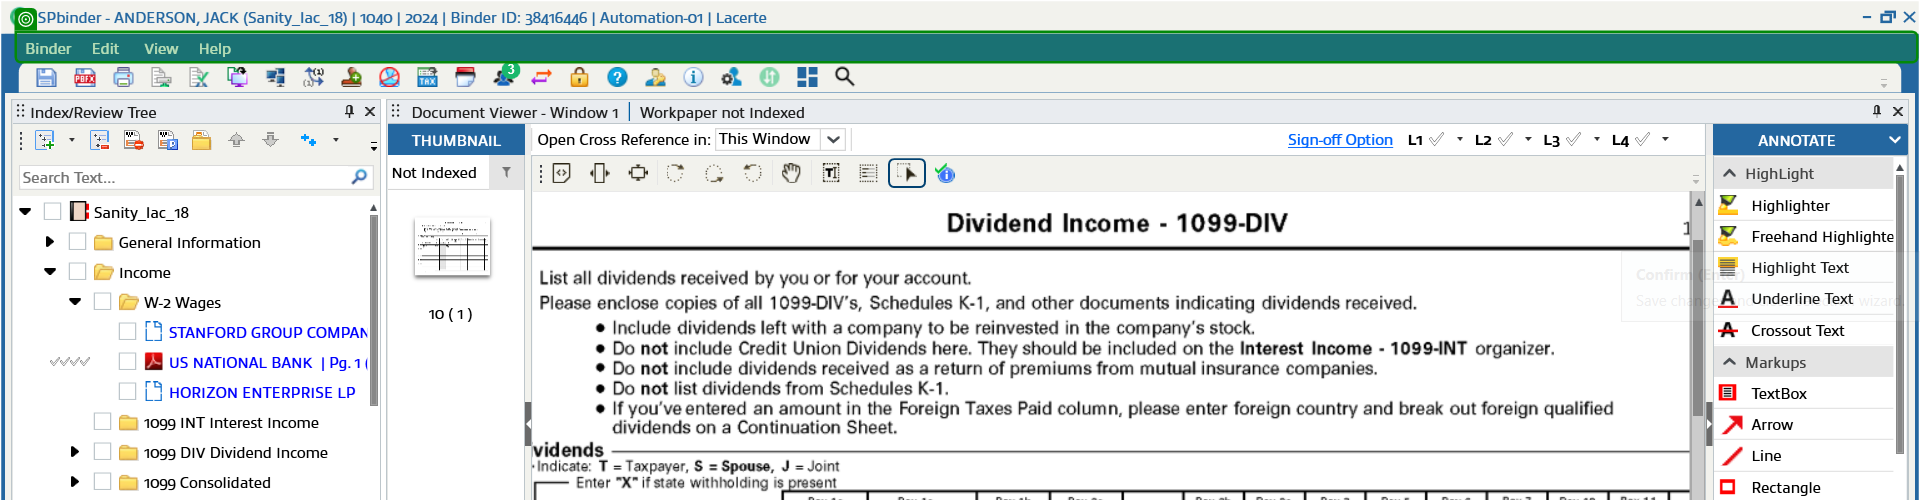 SPbinder - ANDERSON, JACK (Sanity_lac_18) | 1040 | 2024 | Binder ID: 38416446 | Automation-01 | Lacerte
Binder Edit View Help
PDFX
TAX
3
Index/Review Tree
Document Viewer - Window 1 | Workpaper not Indexed
THUMBNAIL
Open Cross Reference in: This Window
Sign-off Option L1 L2 L3 L4
ANNOTATE
Search Text...
Not Indexed
HighLight
Sanity_lac_18
General Information
Income
W-2 Wages
STANFORD GROUP COMPAN
US NATIONAL BANK | Pg. 1 (
HORIZON ENTERPRISE LP
1099 INT Interest Income
1099 DIV Dividend Income
1099 Consolidated
10 ( 1 )
Dividend Income - 1099-DIV
List all dividends received by you or for your account.
Please enclose copies of all 1099-DIV's, Schedules K-1, and other documents indicating dividends received.
● Include dividends left with a company to be reinvested in the company's stock.
● Do not include Credit Union Dividends here. They should be included on the Interest Income - 1099-INT organizer.
● Do not include dividends received as a return of premiums from mutual insurance companies.
● Do not list dividends from Schedules K-1.
● If you've entered an amount in the Foreign Taxes Paid column, please enter foreign country and break out foreign qualified
dividends on a Continuation Sheet.
vidends
Indicate: T = Taxpayer, S = Spouse, J = Joint
Enter "X" if state withholding is present
Highlighter
Freehand Highlighte
Highlight Text
Underline Text
Crossout Text
Markups
TextBox
Arrow
Line
Rectangle
Confirm (E
Save chang
wizard.